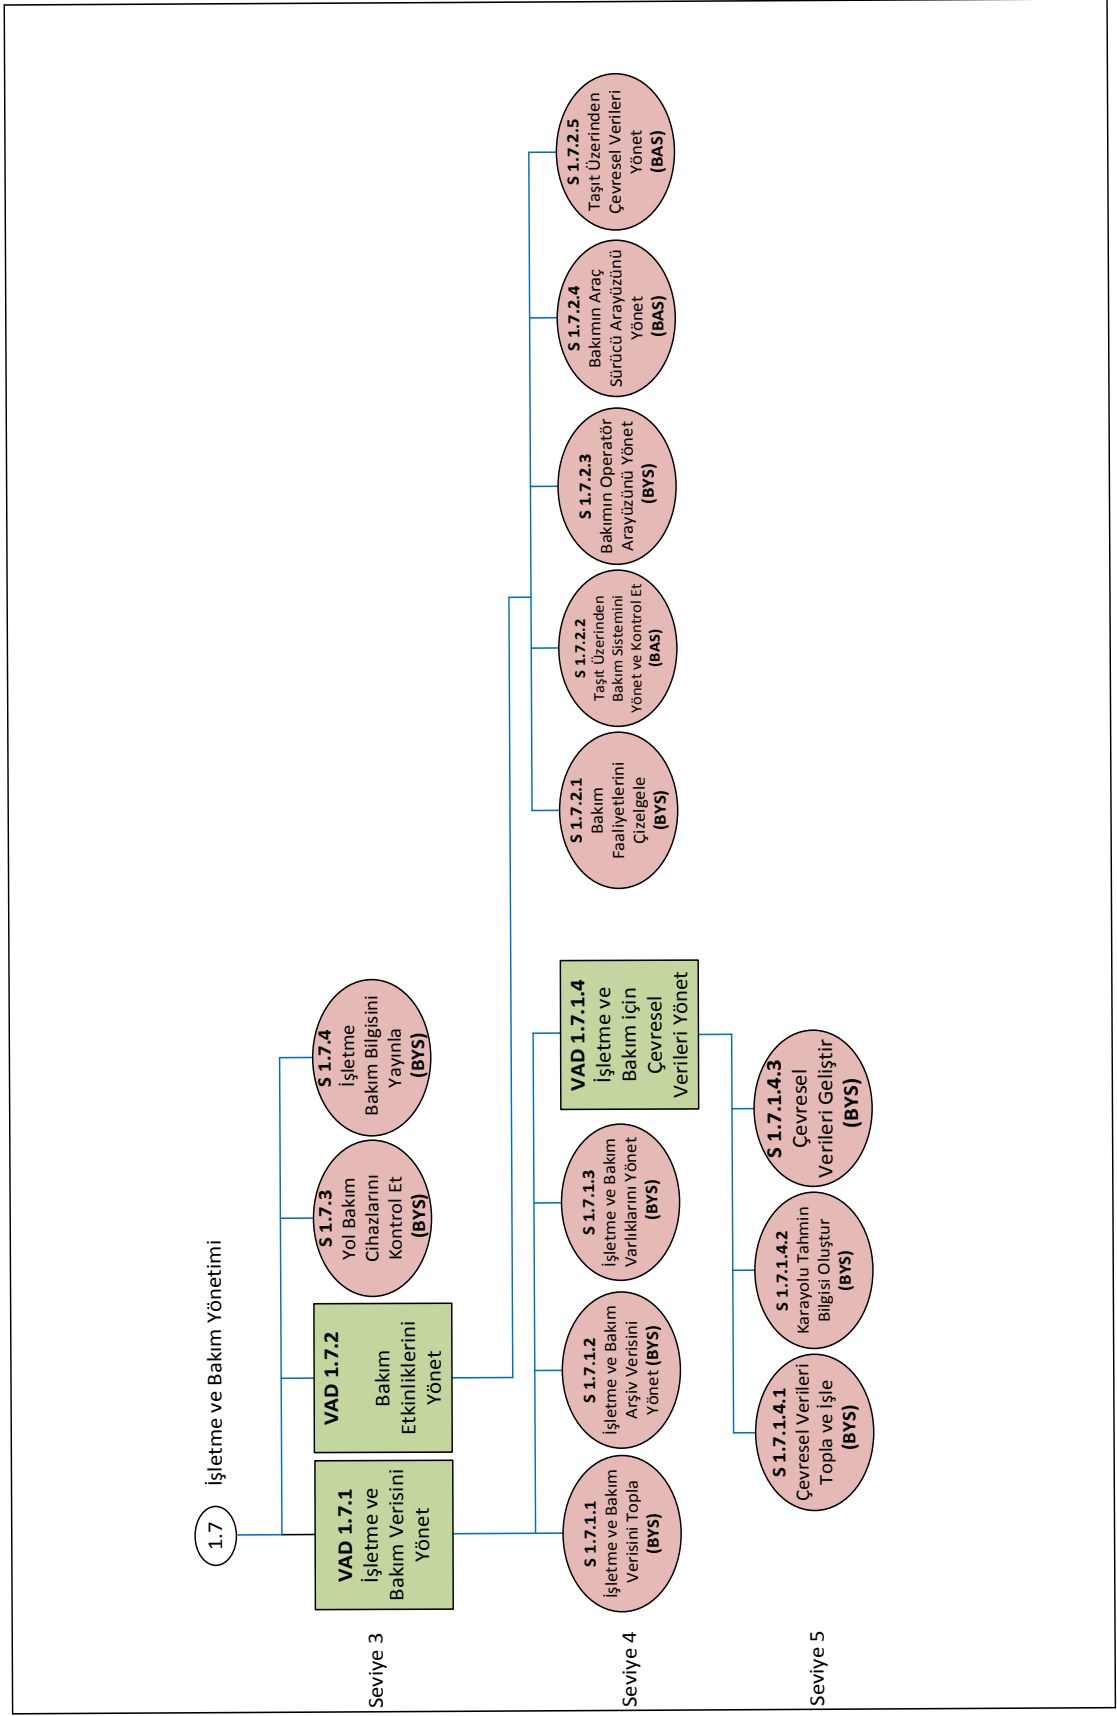 1.7
İşletme ve Bakım Yönetimi
Seviye 3
VAD 1.7.1
İşletme ve
Bakım Verisini
Yönet
VAD 1.7.2
Bakım
Etkinliklerini
Yönet
S 1.7.3
Yol Bakım
Cihazlarını
Kontrol Et
(BYS)
S 1.7.4
İşletme
Bakım Bilgisini
Yayınla
(BYS)
Seviye 4
S 1.7.1.1
İşletme ve Bakım
Verisini Topla
(BYS)
S 1.7.1.2
İşletme ve Bakım
Arşiv Verisini
Yönet (BYS)
S 1.7.1.3
İşletme ve Bakım
Varlıklarını Yönet
(BYS)
VAD 1.7.1.4
İşletme ve
Bakım için
Çevresel
Verileri Yönet
S 1.7.2.1
Bakım
Faaliyetlerini
Çizelgele
(BYS)
S 1.7.2.2
Taşıt Üzerinden
Bakım Sistemini
Yönet ve Kontrol Et
(BAS)
S 1.7.2.3
Bakımın Operatör
Arayüzünü Yönet
(BYS)
S 1.7.2.4
Bakımın Araç
Sürücü Arayüzünü
Yönet
(BAS)
S 1.7.2.5
Taşıt Üzerinden
Çevresel Verileri
Yönet
(BAS)
Seviye 5
S 1.7.1.4.1
Çevresel Verileri
Topla ve İşle
(BYS)
S 1.7.1.4.2
Karayolu Tahmin
Bilgisi Oluştur
(BYS)
S 1.7.1.4.3
Çevresel
Verileri Geliştir
(BYS)